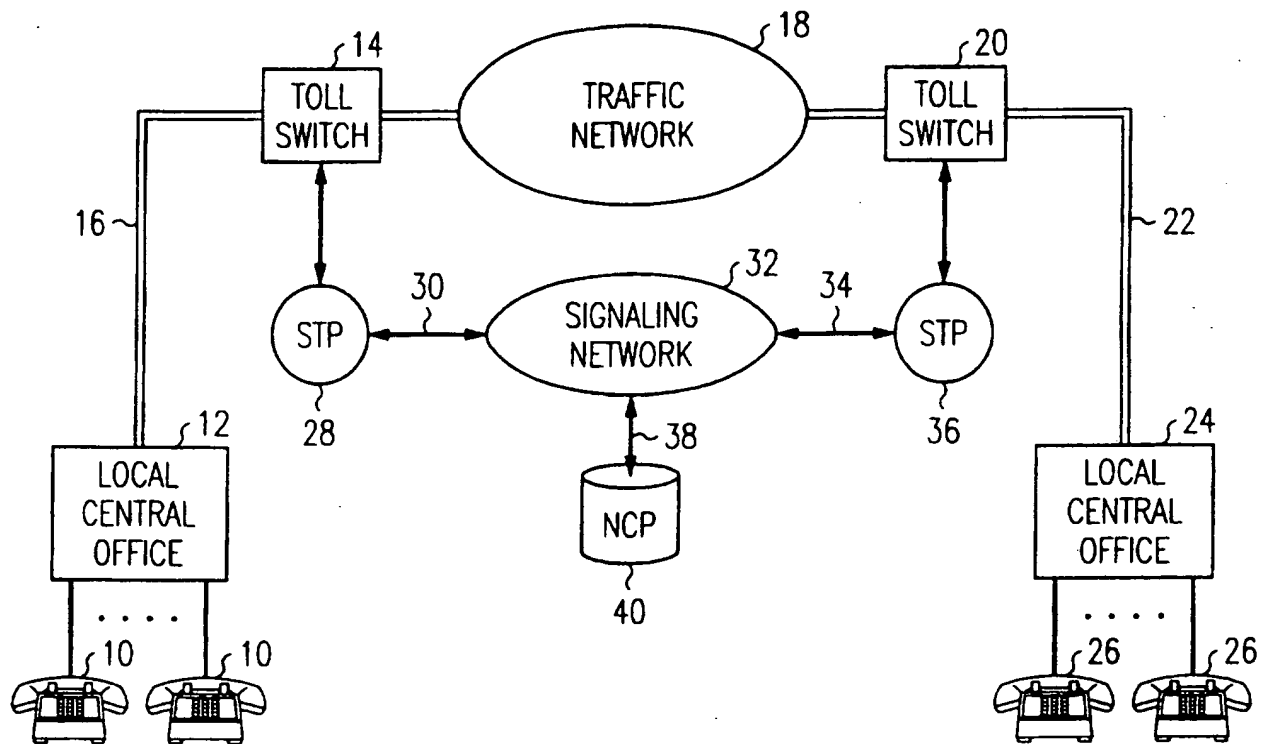 14
TOLL
SWITCH
18
TRAFFIC
NETWORK
20
TOLL
SWITCH
16
22
STP
28
30
32
SIGNALING
NETWORK
34
STP
36
38
NCP
40
12
LOCAL
CENTRAL
OFFICE
24
LOCAL
CENTRAL
OFFICE
10
10
26
26